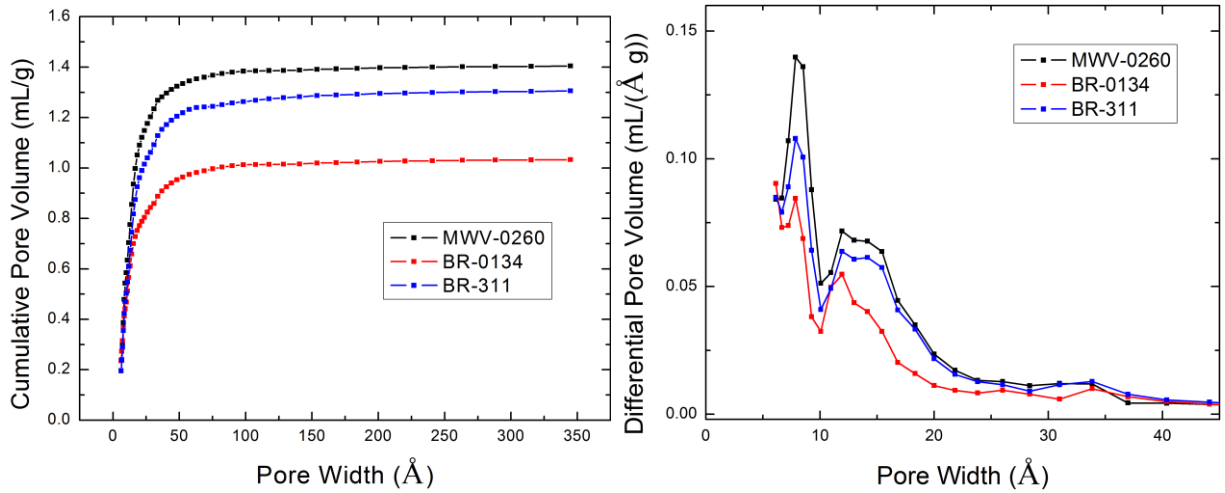 Cumulative Pore Volume (mL/g)
1.6
1.4
1.2
1.0
0.8
0.6
0.4
0.2
0.0
MWV-0260
BR-0134
BR-311
0 50 100 150 200 250 300 350
Pore Width (Å)
Differential Pore Volume (mL/(Å g))
0.15
0.10
0.05
0.00
MWV-0260
BR-0134
BR-311
0 10 20 30 40
Pore Width (Å)